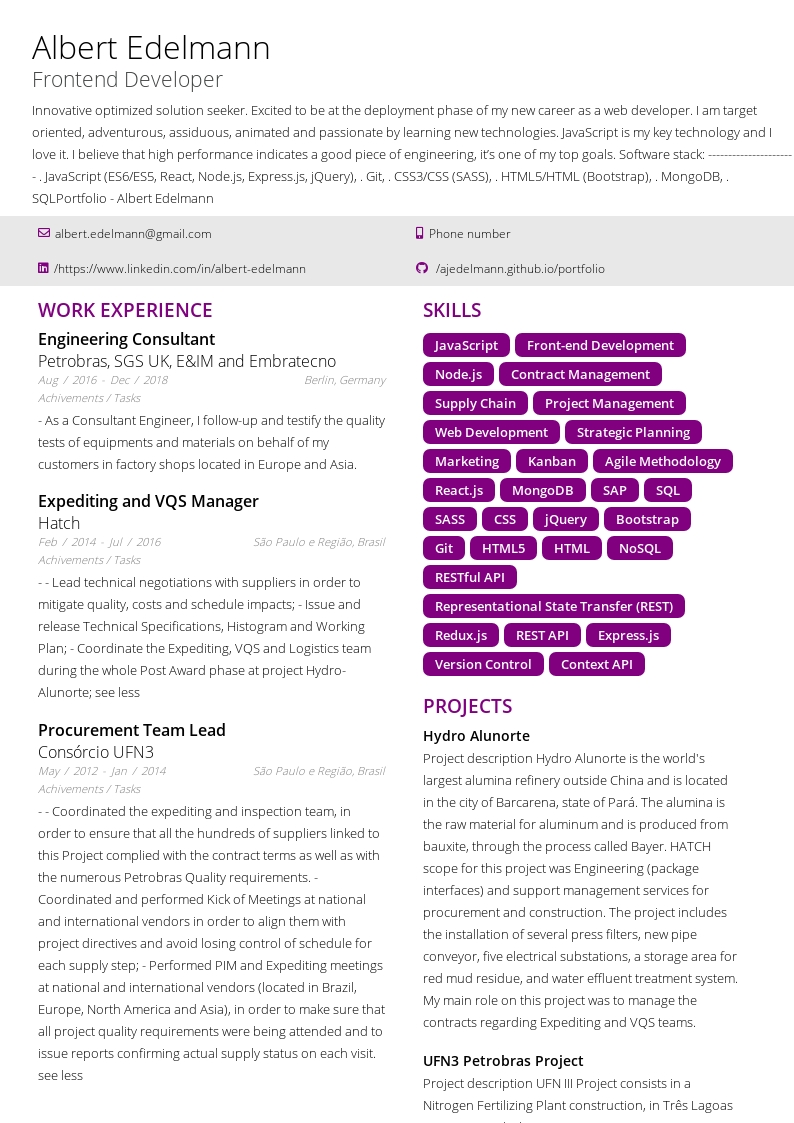 Albert Edelmann
Frontend Developer
Innovative optimized solution seeker. Excited to be at the deployment phase of my new career as a web developer. I am target
oriented, adventurous, assiduous, animated and passionate by learning new technologies. JavaScript is my key technology and I
love it. I believe that high performance indicates a good piece of engineering, it’s one of my top goals. Software stack: ---------------------
- . JavaScript (ES6/ES5, React, Node.js, Express.js, jQuery), . Git, . CSS3/CSS (SASS), . HTML5/HTML (Bootstrap), . MongoDB, .
SQLPortfolio - Albert Edelmann
albert.edelmann@gmail.com
Phone number
/https://www.linkedin.com/in/albert-edelmann
/ajedelmann.github.io/portfolio
WORK EXPERIENCE
Engineering Consultant
Petrobras, SGS UK, E&IM and Embratecno
Aug / 2016 - Dec / 2018 Berlin, Germany
Achivements / Tasks
- As a Consultant Engineer, I follow-up and testify the quality
tests of equipments and materials on behalf of my
customers in factory shops located in Europe and Asia.
Expediting and VQS Manager
Hatch
Feb / 2014 - Jul / 2016 São Paulo e Região, Brasil
Achivements / Tasks
- - Lead technical negotiations with suppliers in order to
mitigate quality, costs and schedule impacts; - Issue and
release Technical Specifications, Histogram and Working
Plan; - Coordinate the Expediting, VQS and Logistics team
during the whole Post Award phase at project Hydro-
Alunorte; see less
Procurement Team Lead
Consórcio UFN3
May / 2012 - Jan / 2014 São Paulo e Região, Brasil
Achivements / Tasks
- - Coordinated the expediting and inspection team, in
order to ensure that all the hundreds of suppliers linked to
this Project complied with the contract terms as well as with
the numerous Petrobras Quality requirements. -
Coordinated and performed Kick of Meetings at national
and international vendors in order to align them with
project directives and avoid losing control of schedule for
each supply step; - Performed PIM and Expediting meetings
at national and international vendors (located in Brazil,
Europe, North America and Asia), in order to make sure that
all project quality requirements were being attended and to
issue reports confirming actual supply status on each visit.
see less
SKILLS
JavaScript Front-end Development
Node.js Contract Management
Supply Chain Project Management
Web Development Strategic Planning
Marketing Kanban Agile Methodology
React.js MongoDB SAP SQL
SASS CSS jQuery Bootstrap
Git HTML5 HTML NoSQL
RESTful API
Representational State Transfer (REST)
Redux.js REST API Express.js
Version Control Context API
PROJECTS
Hydro Alunorte
Project description Hydro Alunorte is the world's
largest alumina refinery outside China and is located
in the city of Barcarena, state of Pará. The alumina is
the raw material for aluminum and is produced from
bauxite, through the process called Bayer. HATCH
scope for this project was Engineering (package
interfaces) and support management services for
procurement and construction. The project includes
the installation of several press filters, new pipe
conveyor, five electrical substations, a storage area for
red mud residue, and water effluent treatment system.
My main role on this project was to manage the
contracts regarding Expediting and VQS teams.
UFN3 Petrobras Project
Project description UFN III Project consists in a
Nitrogen Fertilizing Plant construction, in Três Lagoas